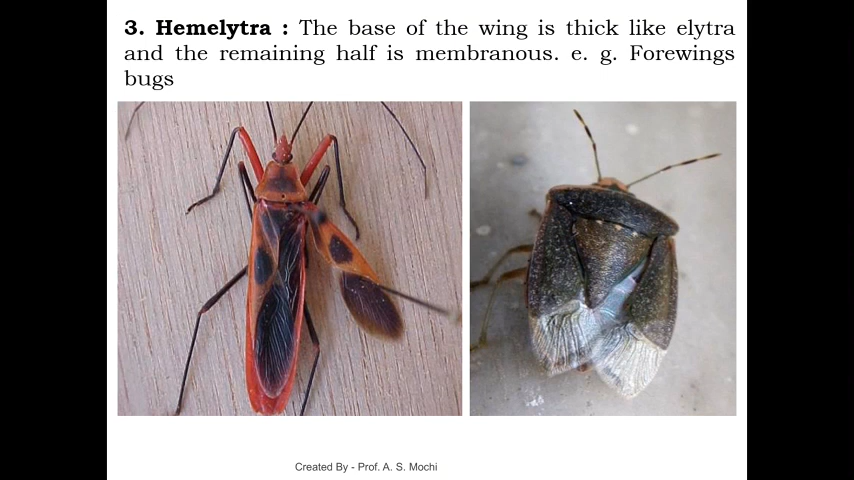 3. Hemelytra : The base of the wing is thick like elytra
and the remaining half is membranous. e. g. Forewings
bugs
Created By - Prof. A. S. Mochi